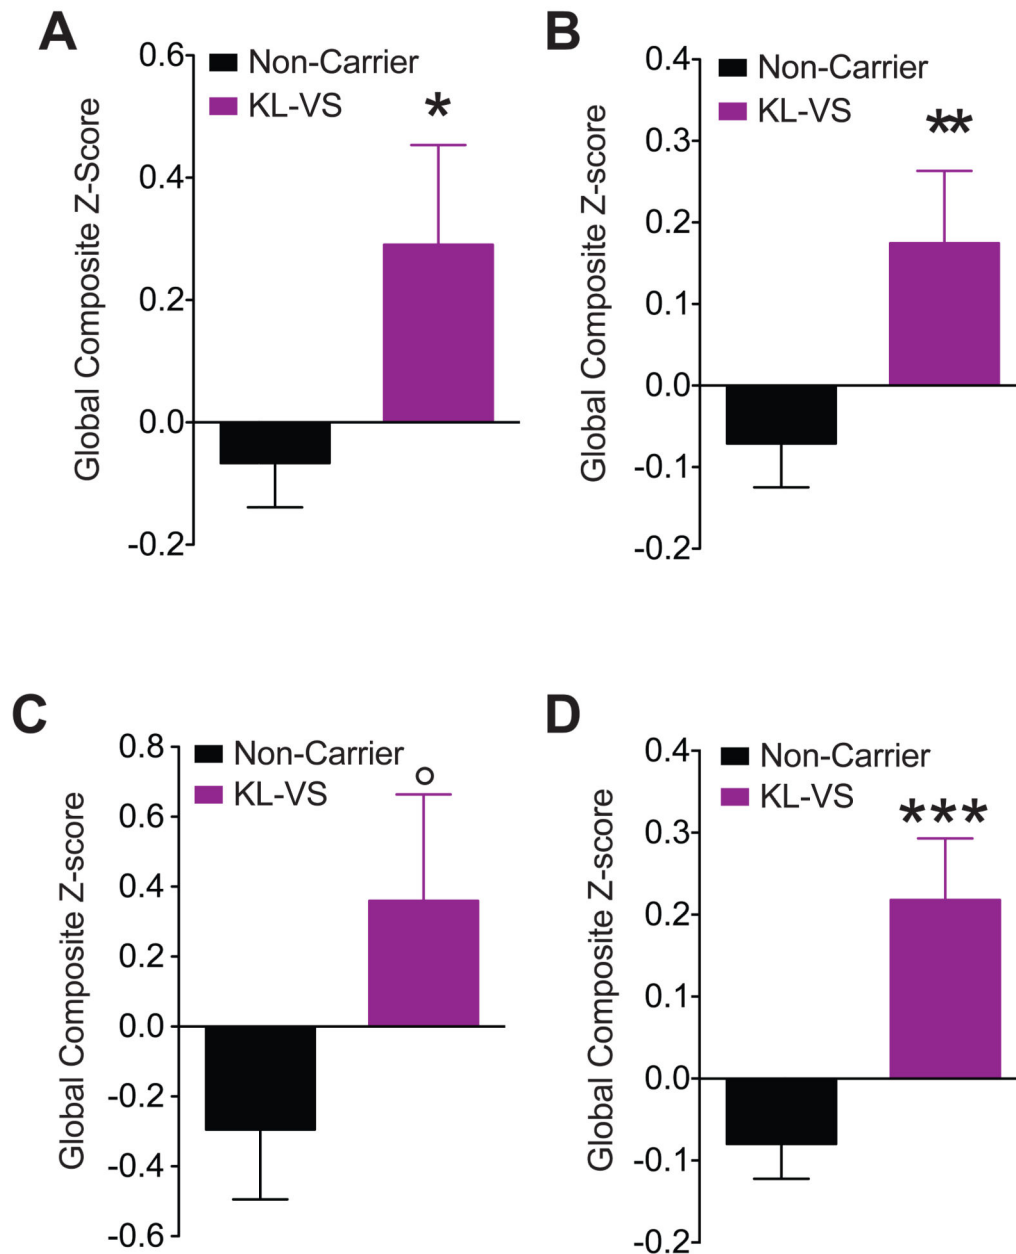 A
Global Composite Z-Score
0.6
0.4
0.2
0.0
-0.2
Non-Carrier
KL-VS
*
B
Global Composite Z-score
0.4
0.3
0.2
0.1
0.0
-0.1
-0.2
Non-Carrier
KL-VS
**
C
Global Composite Z-score
0.8
0.6
0.4
0.2
0.0
-0.2
-0.4
-0.6
Non-Carrier
KL-VS
D
Global Composite Z-score
0.4
0.3
0.2
0.1
0.0
-0.1
-0.2
Non-Carrier
KL-VS
***